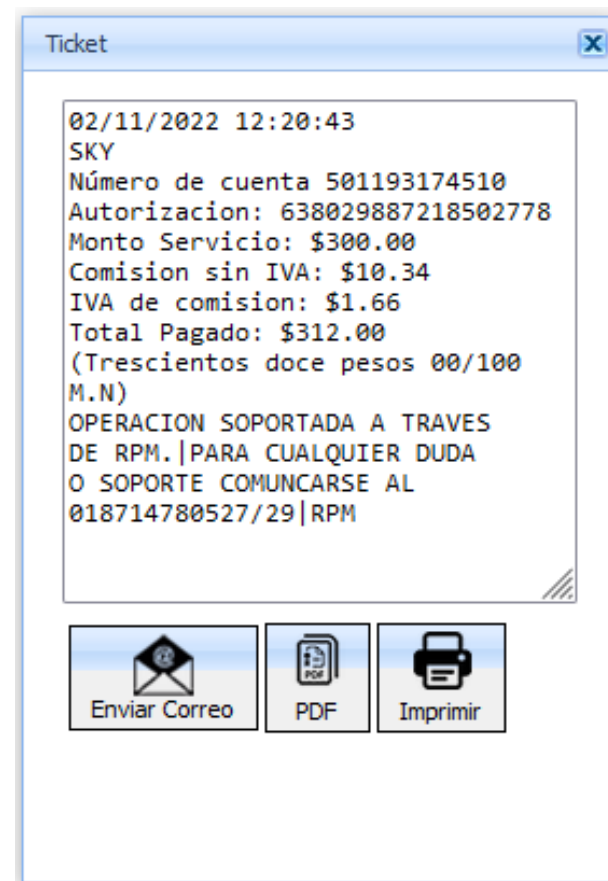 Ticket
02/11/2022 12:20:43
SKY
Número de cuenta 501193174510
Autorizacion: 638029887218502778
Monto Servicio: $300.00
Comision sin IVA: $10.34
IVA de comision: $1.66
Total Pagado: $312.00
(Trescientos doce pesos 00/100
M.N)
OPERACION SOPORTADA A TRAVES
DE RPM.|PARA CUALQUIER DUDA
O SOPORTE COMUNCARSE AL
018714780527/29|RPM
Enviar Correo
PDF
Imprimir